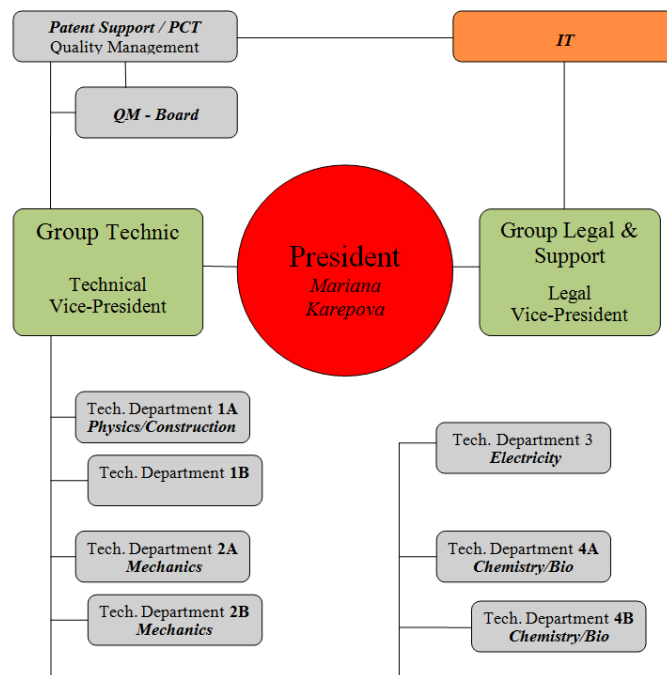 Patent Support / PCT
Quality Management
IT
QM - Board
Group Technic
Technical
Vice-President
President
Mariana
Karepova
Group Legal &
Support
Legal
Vice-President
Tech. Department 1A
Physics/Construction
Tech. Department 1B
Tech. Department 2A
Mechanics
Tech. Department 2B
Mechanics
Tech. Department 3
Electricity
Tech. Department 4A
Chemistry/Bio
Tech. Department 4B
Chemistry/Bio